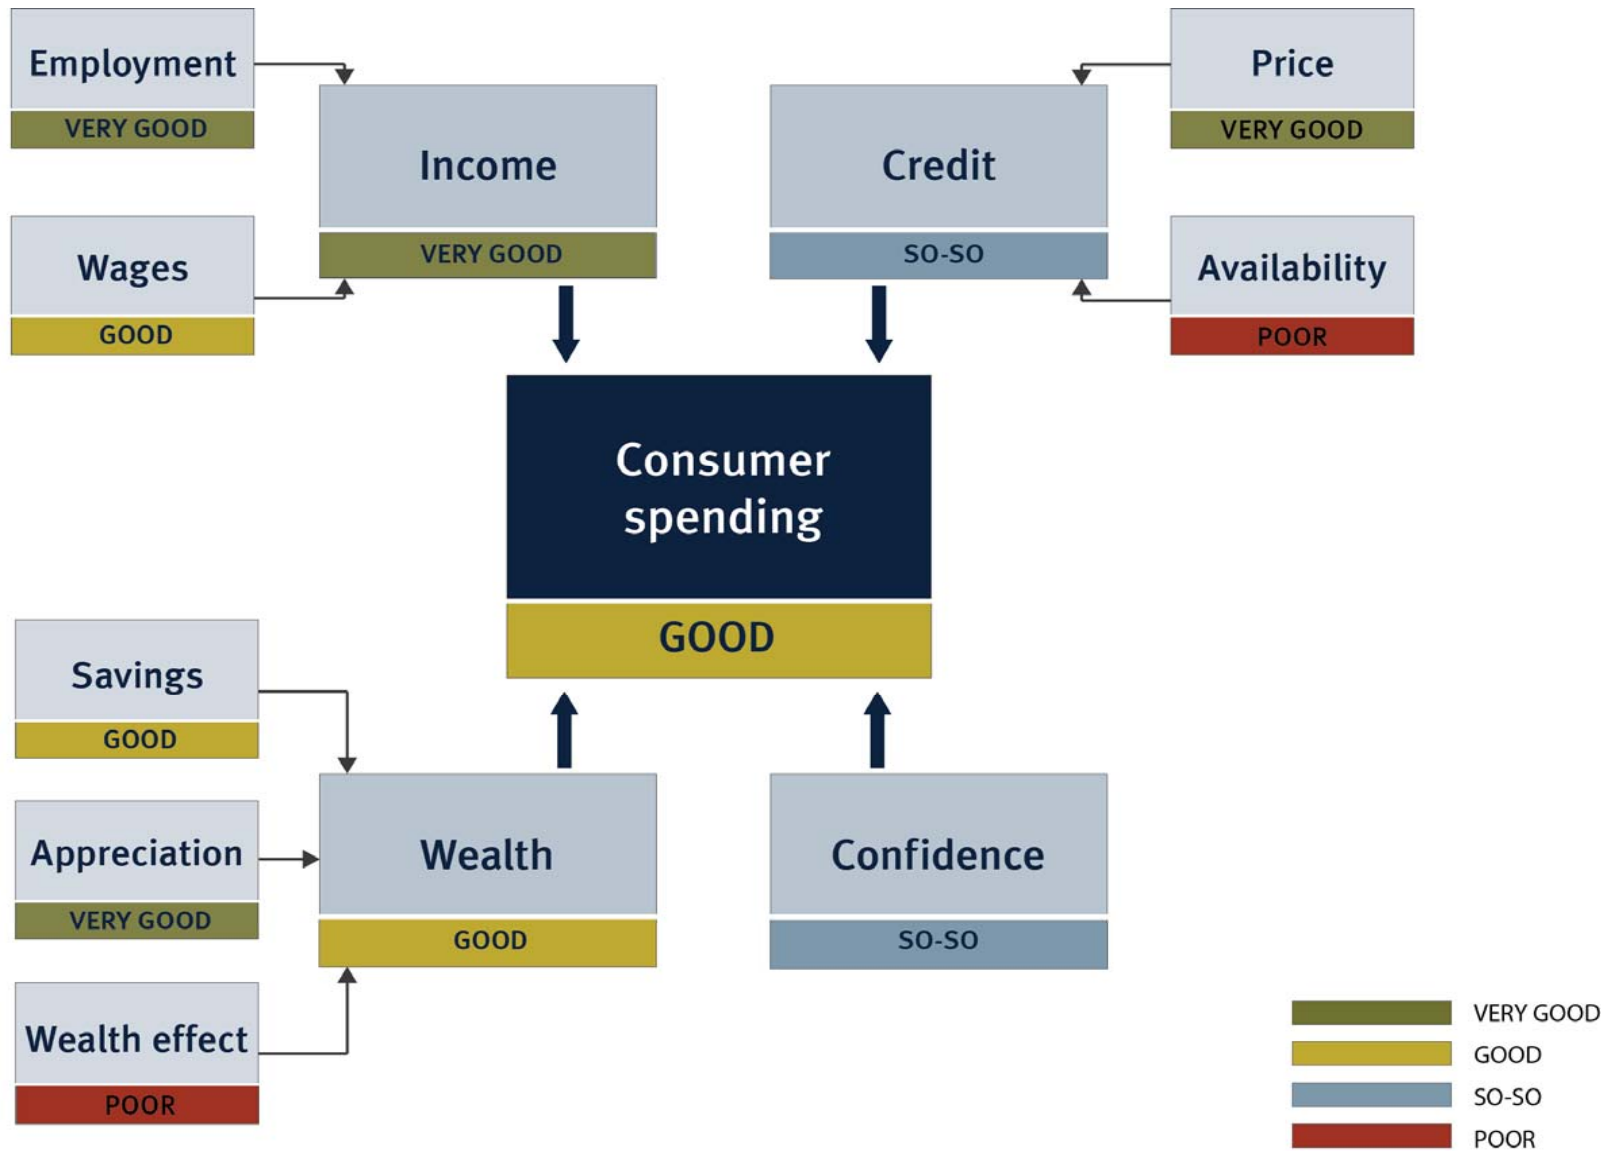 Employment
VERY GOOD
Wages
GOOD
Income
VERY GOOD
Credit
SO-SO
Price
VERY GOOD
Availability
POOR
Consumer
spending
GOOD
Savings
GOOD
Appreciation
VERY GOOD
Wealth effect
POOR
Wealth
GOOD
Confidence
SO-SO
VERY GOOD
GOOD
SO-SO
POOR